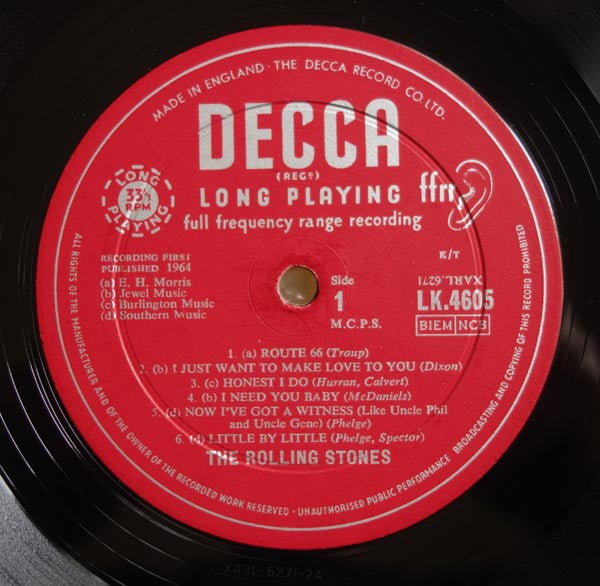 MADE IN ENGLAND · THE DECCA RECORD CO. LTD.
DECCA
(REGD)
LONG PLAYING
33⅓
RPM
LONG PLAYING ffrr
full frequency range recording
RECORDING FIRST
PUBLISHED 1964
(a) E. H. Morris
(b) Jewel Music
(c) Burlington Music
(d) Southern Music
Side
1
M.C.P.S.
K/T
XARL.6271
LK.4605
BIEM NCB
1. (a) ROUTE 66 (Troup)
2. (b) I JUST WANT TO MAKE LOVE TO YOU (Dixon)
3. (c) HONEST I DO (Hurran, Calvert)
4. (b) I NEED YOU BABY (McDaniels)
5. (d) NOW I'VE GOT A WITNESS (Like Uncle Phil
and Uncle Gene) (Phelge)
6. (d) LITTLE BY LITTLE (Phelge, Spector)
THE ROLLING STONES
ALL RIGHTS OF THE MANUFACTURER AND OF THE OWNER OF THE RECORDED WORK RESERVED · UNAUTHORISED PUBLIC PERFORMANCE BROADCASTING AND COPYING OF THIS RECORD PROHIBITED
XARL-6271-2A